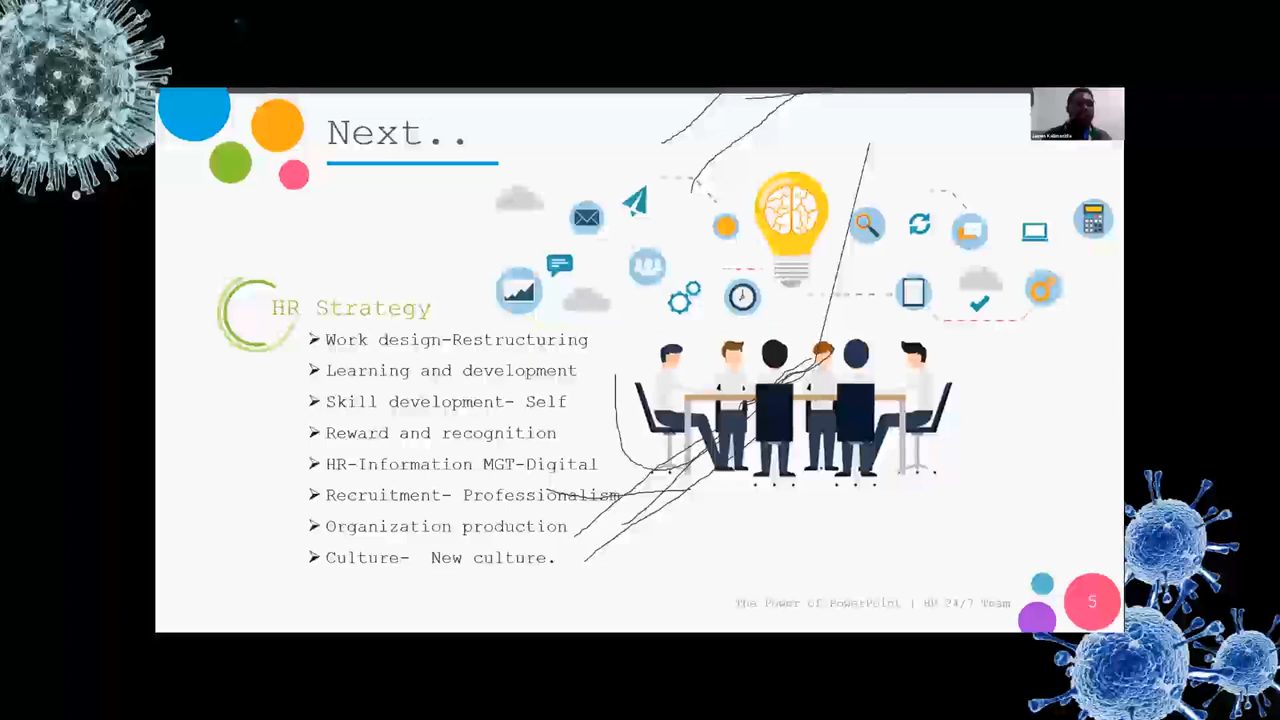 Next..
HR Strategy
Work design-Restructuring
Learning and development
Skill development- Self
Reward and recognition
HR-Information MGT-Digital
Recruitment- Professionalism
Organization production
Culture- New culture.
The Power of PowerPoint | HR 24/7 Team
5